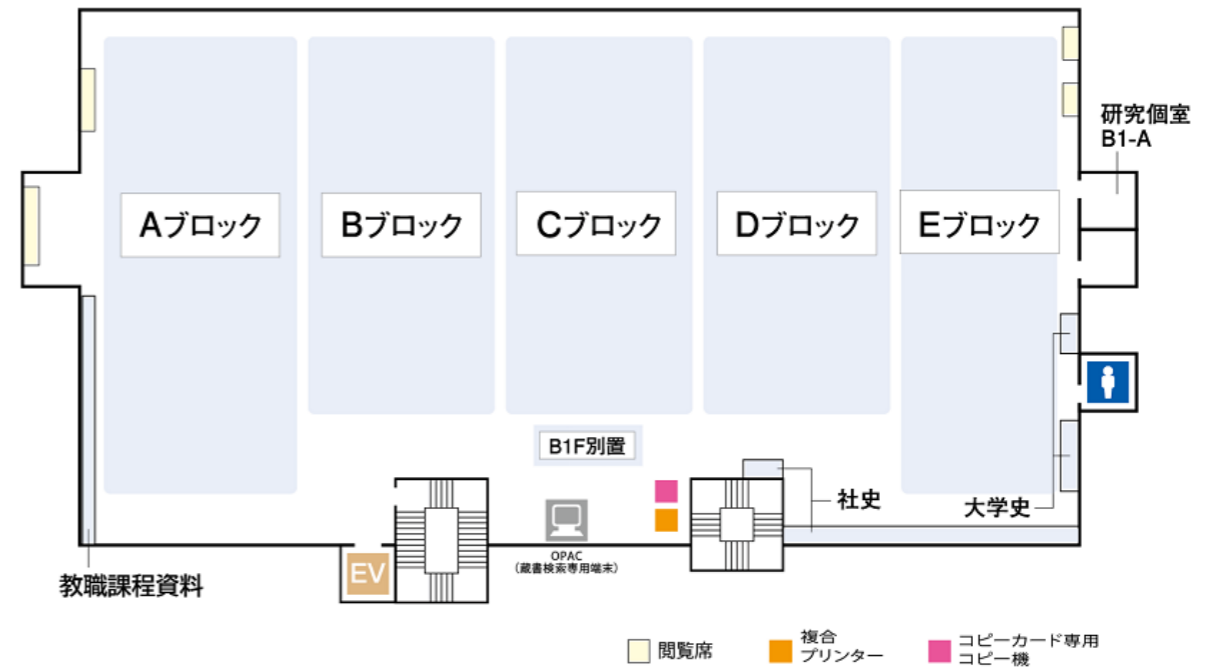 研究個室
B1-A
Aブロック
Bブロック
Cブロック
Dブロック
Eブロック
B1F別置
社史
大学史
OPAC
(蔵書検索専用端末)
EV
教職課程資料
閲覧席
複合
プリンター
コピーカード専用
コピー機